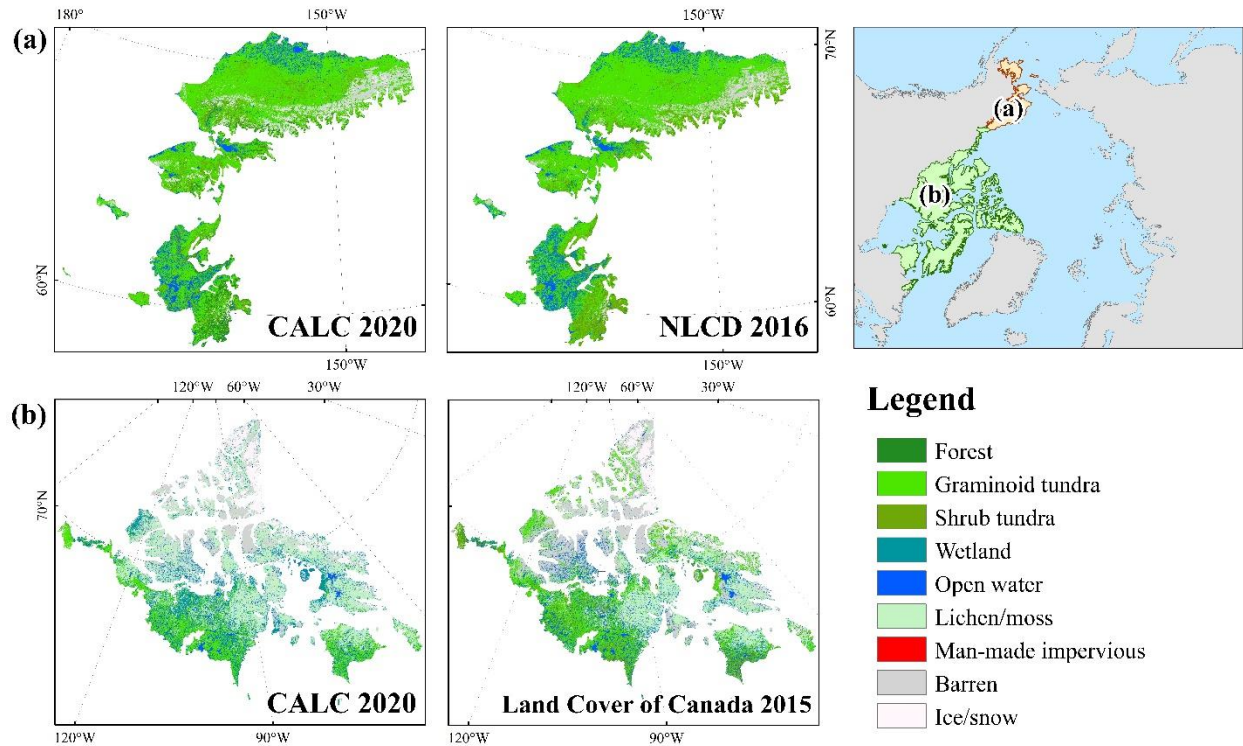 180°
150°W
150°W
(a)
70°N
60°N
60°N
CALC 2020
NLCD 2016
150°W
150°W
(a)
(b)
120°W
60°W
30°W
120°W
60°W
30°W
(b)
70°N
CALC 2020
Land Cover of Canada 2015
120°W
90°W
120°W
90°W
Legend
Forest
Graminoid tundra
Shrub tundra
Wetland
Open water
Lichen/moss
Man-made impervious
Barren
Ice/snow